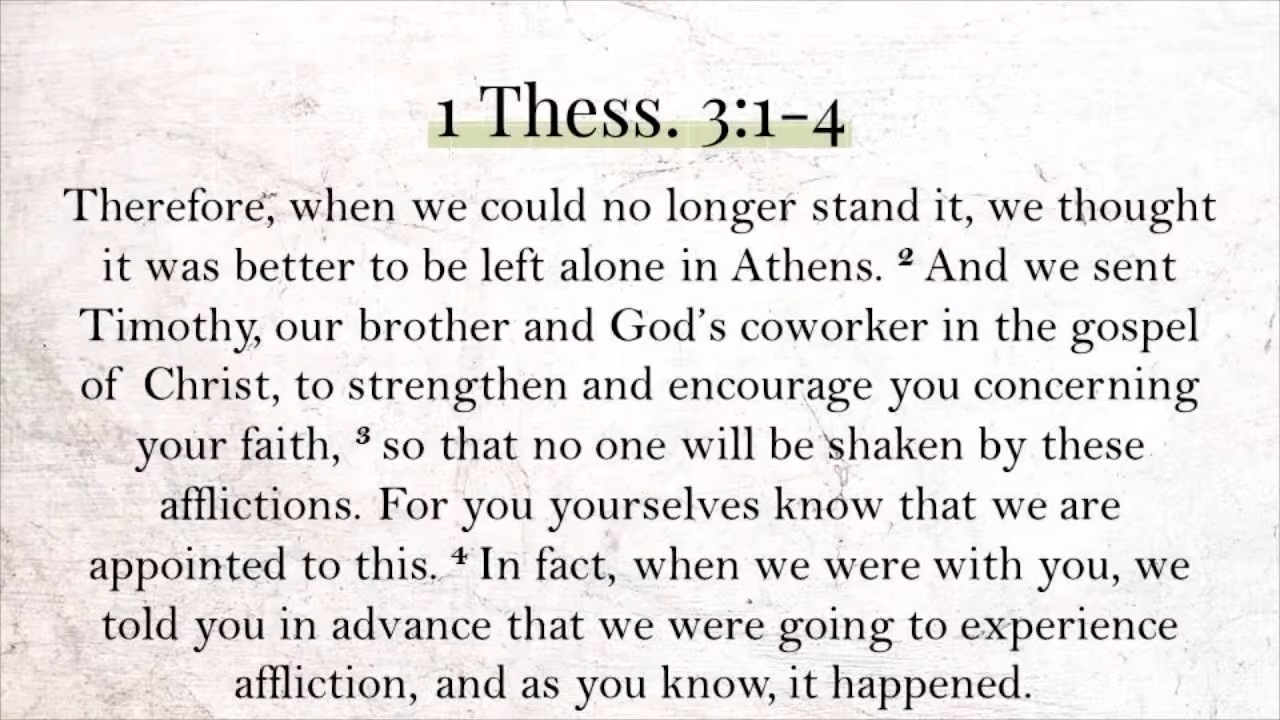 1 Thess. 3:1-4
Therefore, when we could no longer stand it, we thought
it was better to be left alone in Athens. ² And we sent
Timothy, our brother and God’s coworker in the gospel
of Christ, to strengthen and encourage you concerning
your faith, ³ so that no one will be shaken by these
afflictions. For you yourselves know that we are
appointed to this. ⁴ In fact, when we were with you, we
told you in advance that we were going to experience
affliction, and as you know, it happened.